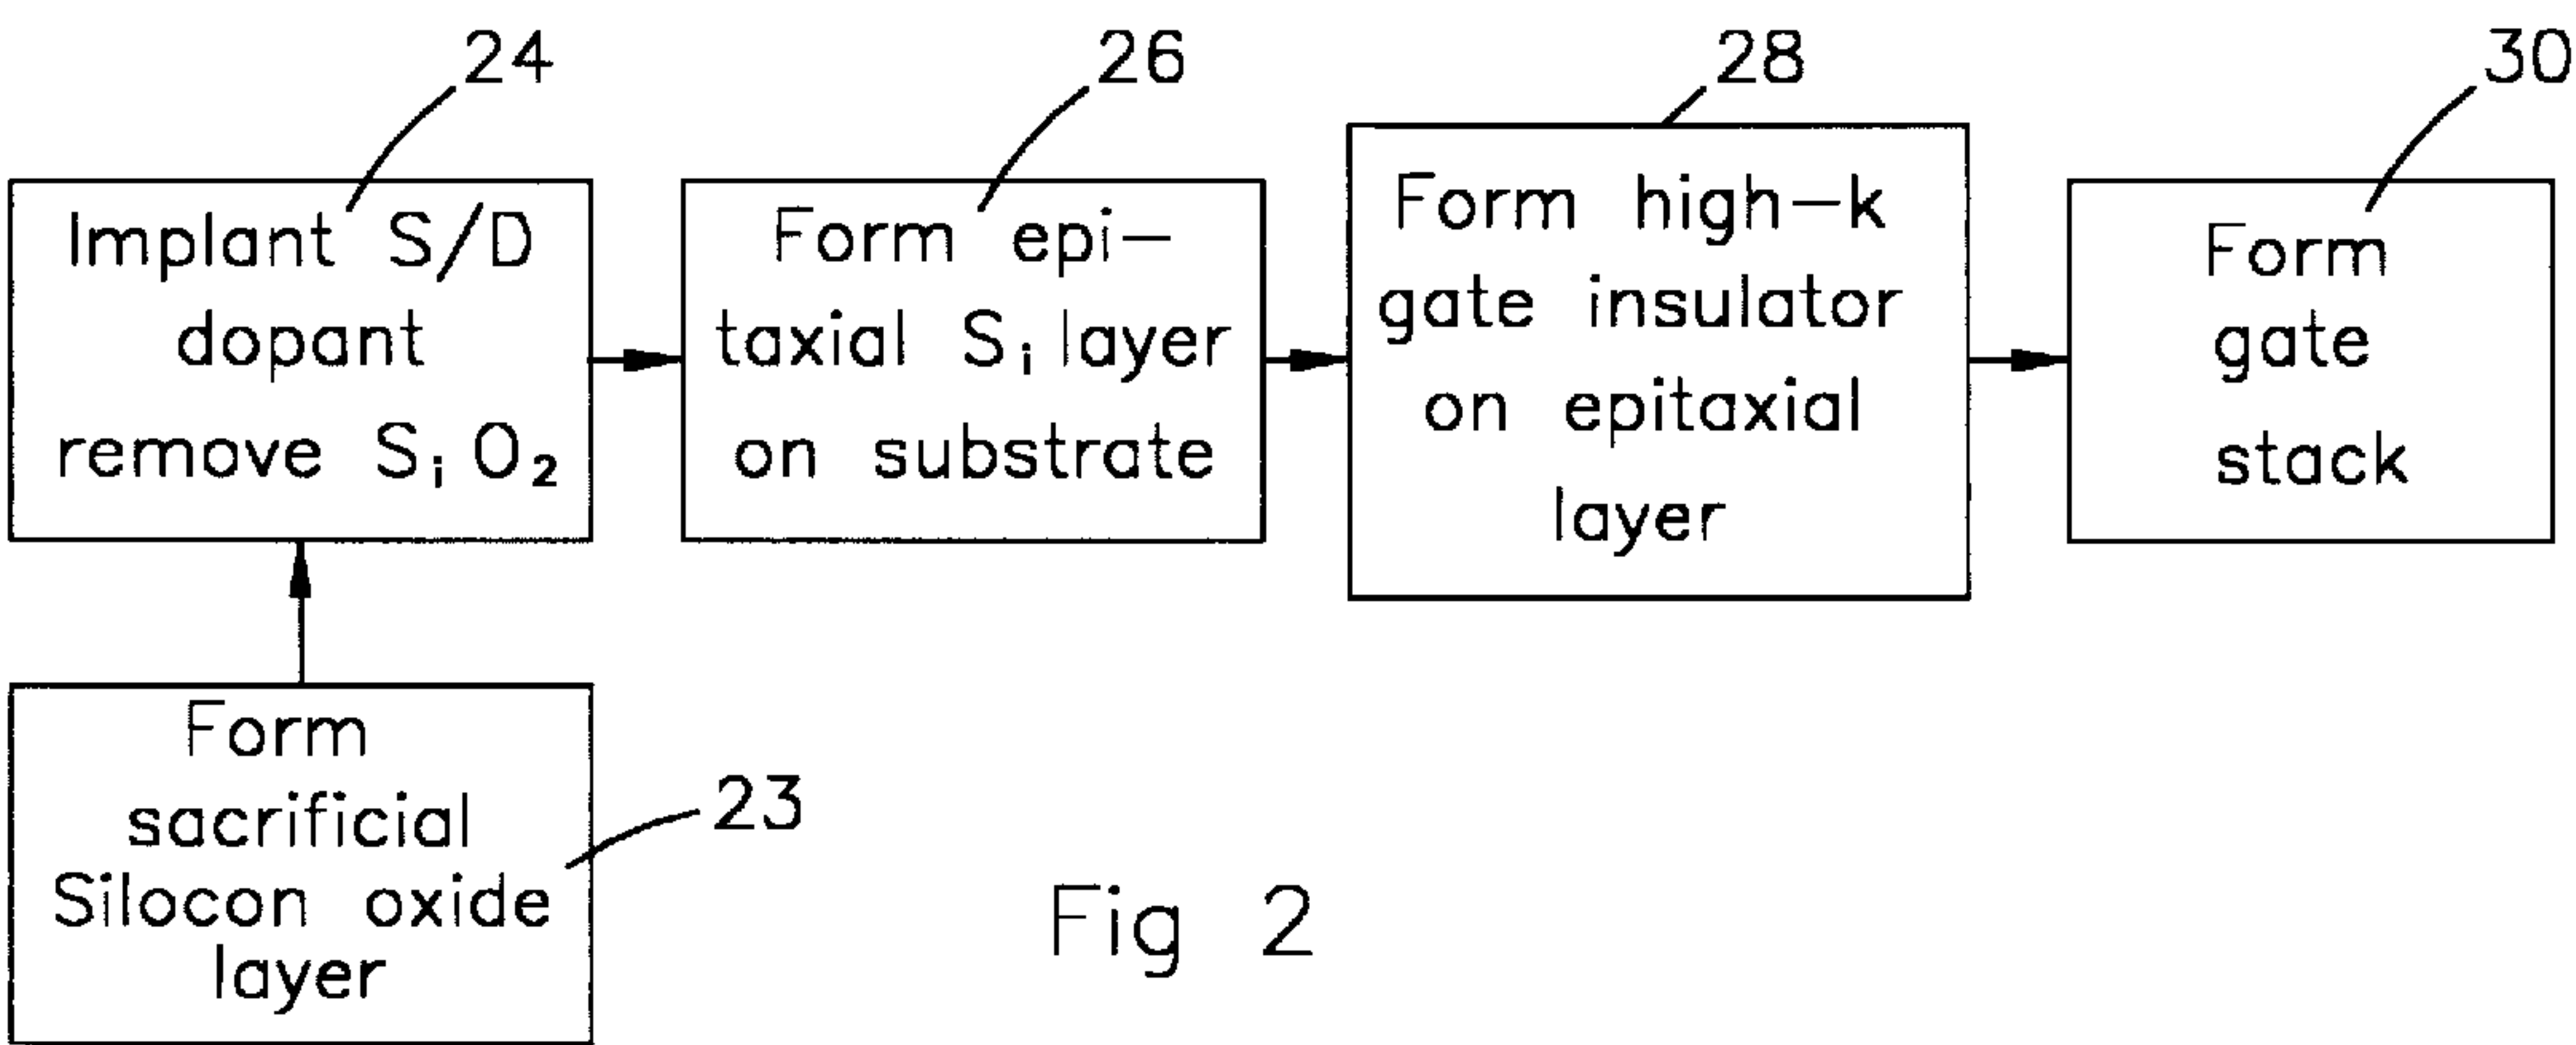 24
26
28
30
Implant S/D
dopant
remove SiO2
Form epi-
taxial Si layer
on substrate
Form high-k
gate insulator
on epitaxial
layer
Form
gate
stack
Form
sacrificial
Silocon oxide
layer
23
Fig 2